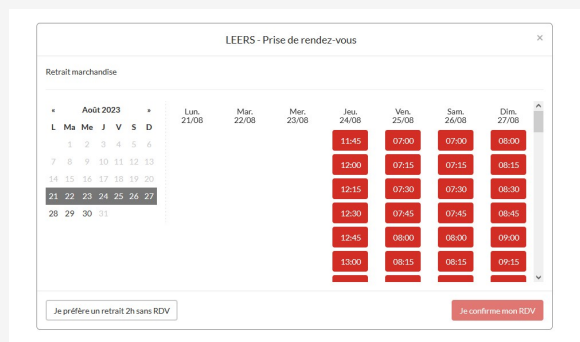 LEERS - Prise de rendez-vous ×
Retrait marchandise
« Août 2023 »
L Ma Me J V S D
1 2 3 4 5 6
7 8 9 10 11 12 13
14 15 16 17 18 19 20
21 22 23 24 25 26 27
28 29 30 31
Lun. Mar. Mer. Jeu. Ven. Sam. Dim.
21/08 22/08 23/08 24/08 25/08 26/08 27/08
11:45 07:00 07:00 08:00
12:00 07:15 07:15 08:15
12:15 07:30 07:30 08:30
12:30 07:45 07:45 08:45
12:45 08:00 08:00 09:00
13:00 08:15 08:15 09:15
Je préfère un retrait 2h sans RDV
Je confirme mon RDV